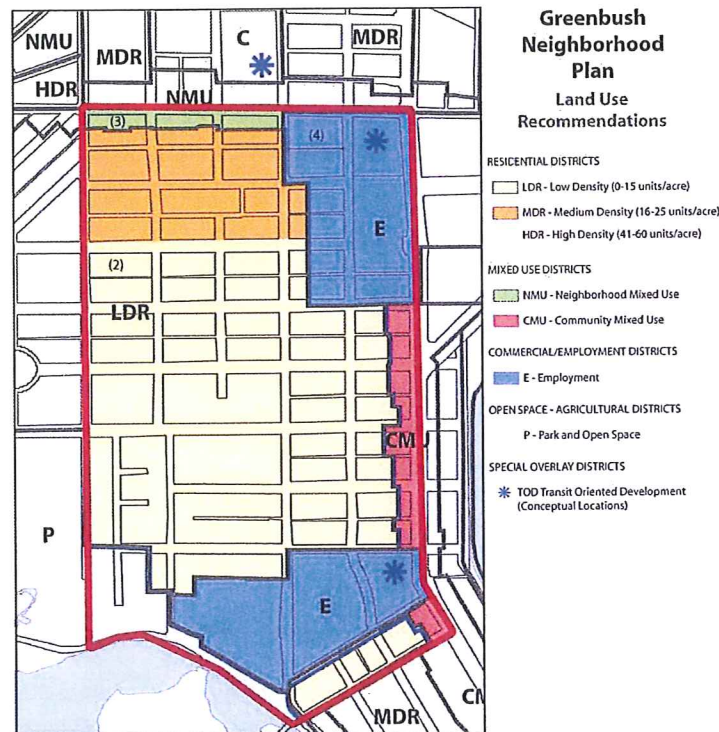 Greenbush
Neighborhood
Plan
Land Use
Recommendations
RESIDENTIAL DISTRICTS
LDR - Low Density (0-15 units/acre)
MDR - Medium Density (16-25 units/acre)
HDR - High Density (41-60 units/acre)
MIXED USE DISTRICTS
NMU - Neighborhood Mixed Use
CMU - Community Mixed Use
COMMERCIAL/EMPLOYMENT DISTRICTS
E - Employment
OPEN SPACE - AGRICULTURAL DISTRICTS
P - Park and Open Space
SPECIAL OVERLAY DISTRICTS
TOD Transit Oriented Development
(Conceptual Locations)
NMU
MDR
C
MDR
HDR
NMU
(3)
(4)
E
(2)
LDR
CMU
P
E
MDR